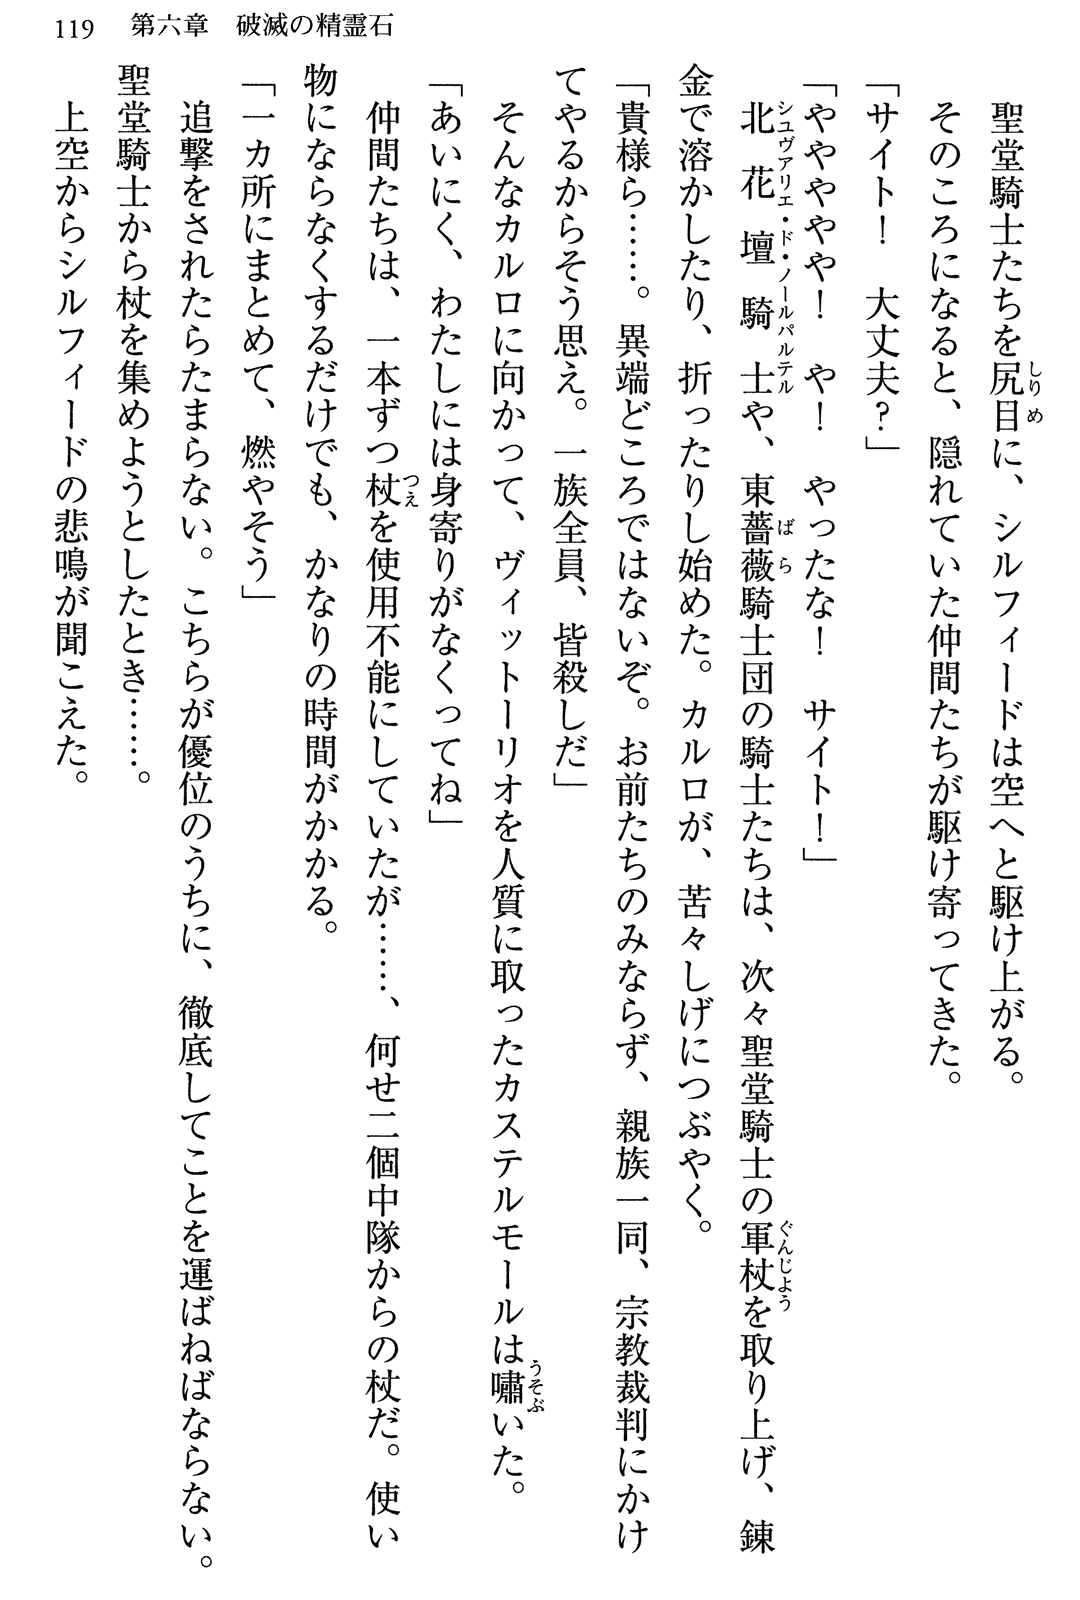 119　第六章　破滅の精霊石
　聖堂騎士たちを尻目に、シルフィードは空へと駆け上がる。
　そのころになると、隠れていた仲間たちが駆け寄ってきた。
「サイト！　大丈夫？」
「ややややや！　や！　やったな！　サイト！」
　北花壇騎士や、東薔薇騎士団の騎士たちは、次々聖堂騎士の軍杖を取り上げ、錬
金で溶かしたり、折ったりし始めた。カルロが、苦々しげにつぶやく。
「貴様ら……。異端どころではないぞ。お前たちのみならず、親族一同、宗教裁判にかけ
てやるからそう思え。一族全員、皆殺しだ」
　そんなカルロに向かって、ヴィットーリオを人質に取ったカステルモールは嘯いた。
「あいにく、わたしには身寄りがなくってね」
　仲間たちは、一本ずつ杖を使用不能にしていたが……、何せ二個中隊からの杖だ。使い
物にならなくするだけでも、かなりの時間がかかる。
「一カ所にまとめて、燃やそう」
　追撃をされたらたまらない。こちらが優位のうちに、徹底してことを運ばねばならない。
聖堂騎士から杖を集めようとしたとき……。
　上空からシルフィードの悲鳴が聞こえた。